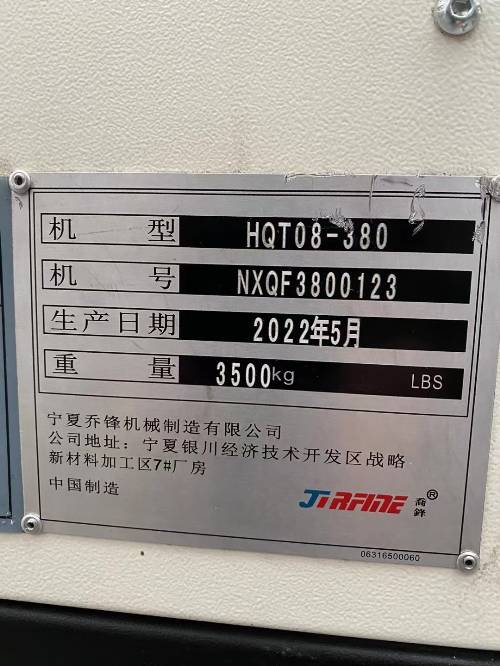 机型 HQT08-380
机号 NXQF3800123
生产日期 2022年5月
重量 3500kg LBS
宁夏乔锋机械制造有限公司
公司地址：宁夏银川经济技术开发区战略
新材料加工区7#厂房
中国制造
JIRFINE 商鋒®
06316500060